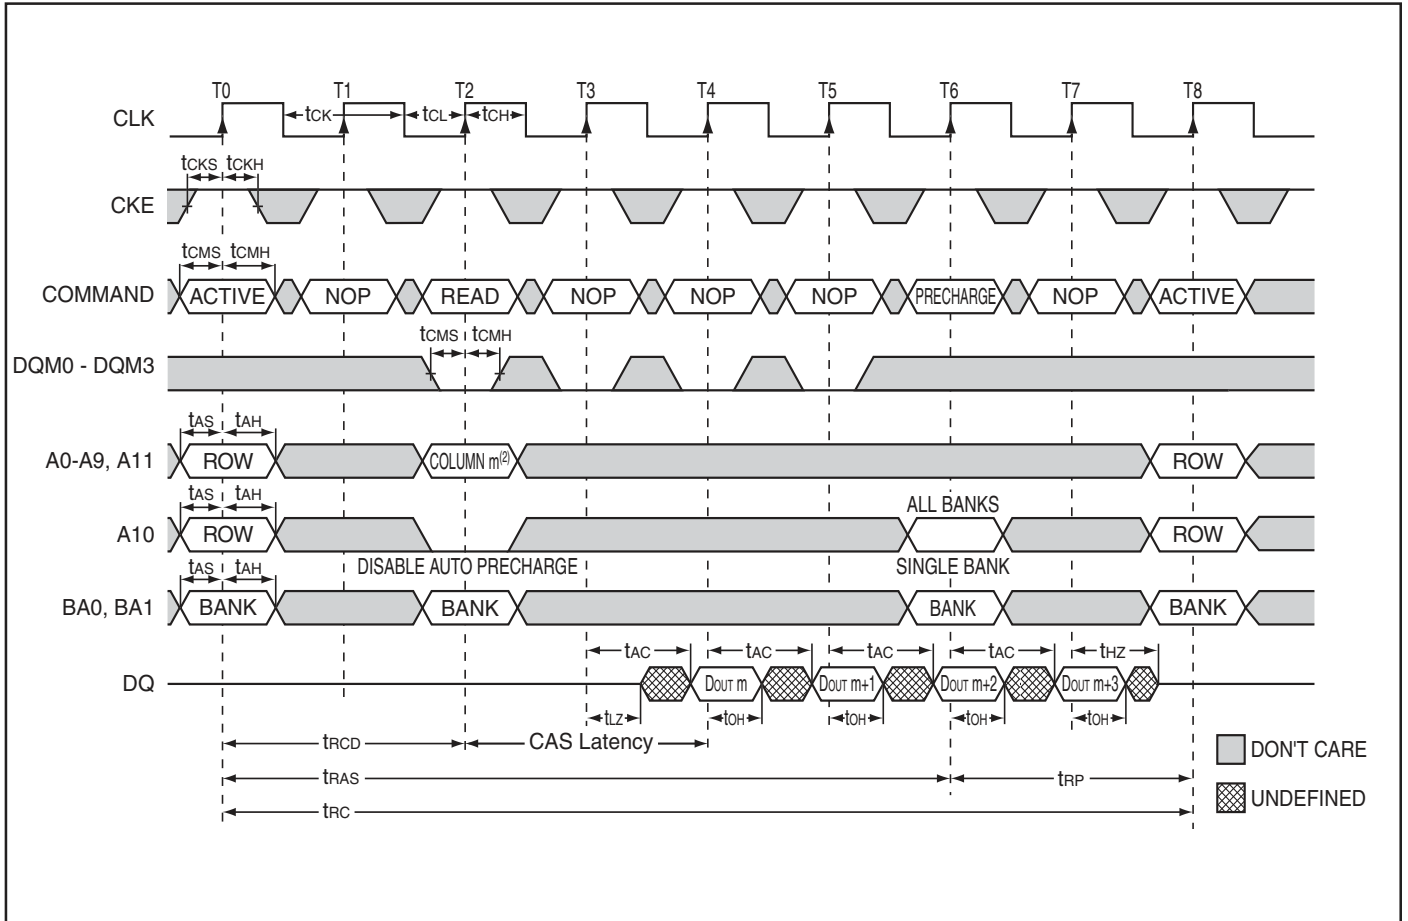 T0 T1 T2 T3 T4 T5 T6 T7 T8
CLK tCK tCL tCH
tCKS tCKH
CKE
tCMS tCMH
COMMAND ACTIVE NOP READ NOP NOP NOP PRECHARGE NOP ACTIVE
tCMS tCMH
DQM0 - DQM3
tAS tAH
A0-A9, A11 ROW COLUMN m(2) ROW
tAS tAH ALL BANKS
A10 ROW ROW
tAS tAH DISABLE AUTO PRECHARGE SINGLE BANK
BA0, BA1 BANK BANK BANK BANK
tAC tAC tAC tAC tHZ
DQ DOUT m DOUT m+1 DOUT m+2 DOUT m+3
tLZ tOH tOH tOH tOH
tRCD CAS Latency
DON'T CARE
tRAS tRP
UNDEFINED
tRC